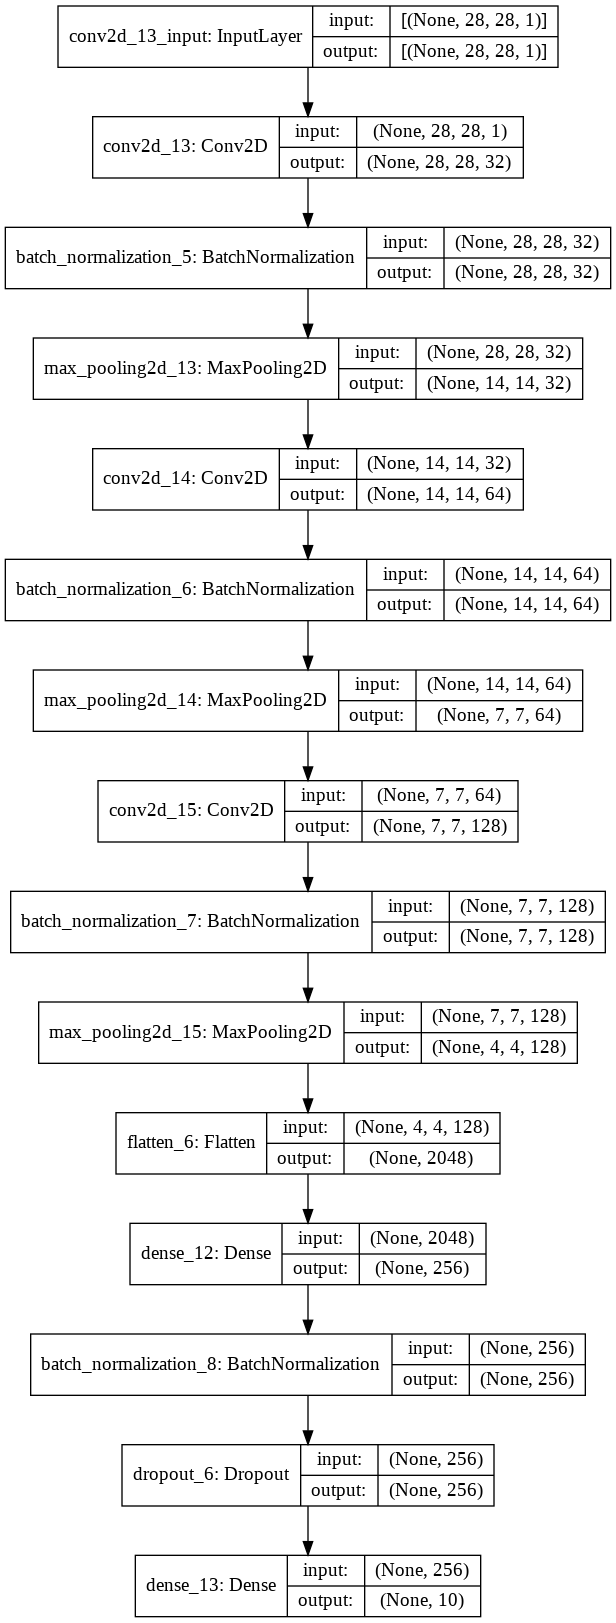 conv2d_13_input: InputLayer
input: [(None, 28, 28, 1)]
output: [(None, 28, 28, 1)]
conv2d_13: Conv2D
input: (None, 28, 28, 1)
output: (None, 28, 28, 32)
batch_normalization_5: BatchNormalization
input: (None, 28, 28, 32)
output: (None, 28, 28, 32)
max_pooling2d_13: MaxPooling2D
input: (None, 28, 28, 32)
output: (None, 14, 14, 32)
conv2d_14: Conv2D
input: (None, 14, 14, 32)
output: (None, 14, 14, 64)
batch_normalization_6: BatchNormalization
input: (None, 14, 14, 64)
output: (None, 14, 14, 64)
max_pooling2d_14: MaxPooling2D
input: (None, 14, 14, 64)
output: (None, 7, 7, 64)
conv2d_15: Conv2D
input: (None, 7, 7, 64)
output: (None, 7, 7, 128)
batch_normalization_7: BatchNormalization
input: (None, 7, 7, 128)
output: (None, 7, 7, 128)
max_pooling2d_15: MaxPooling2D
input: (None, 7, 7, 128)
output: (None, 4, 4, 128)
flatten_6: Flatten
input: (None, 4, 4, 128)
output: (None, 2048)
dense_12: Dense
input: (None, 2048)
output: (None, 256)
batch_normalization_8: BatchNormalization
input: (None, 256)
output: (None, 256)
dropout_6: Dropout
input: (None, 256)
output: (None, 256)
dense_13: Dense
input: (None, 256)
output: (None, 10)